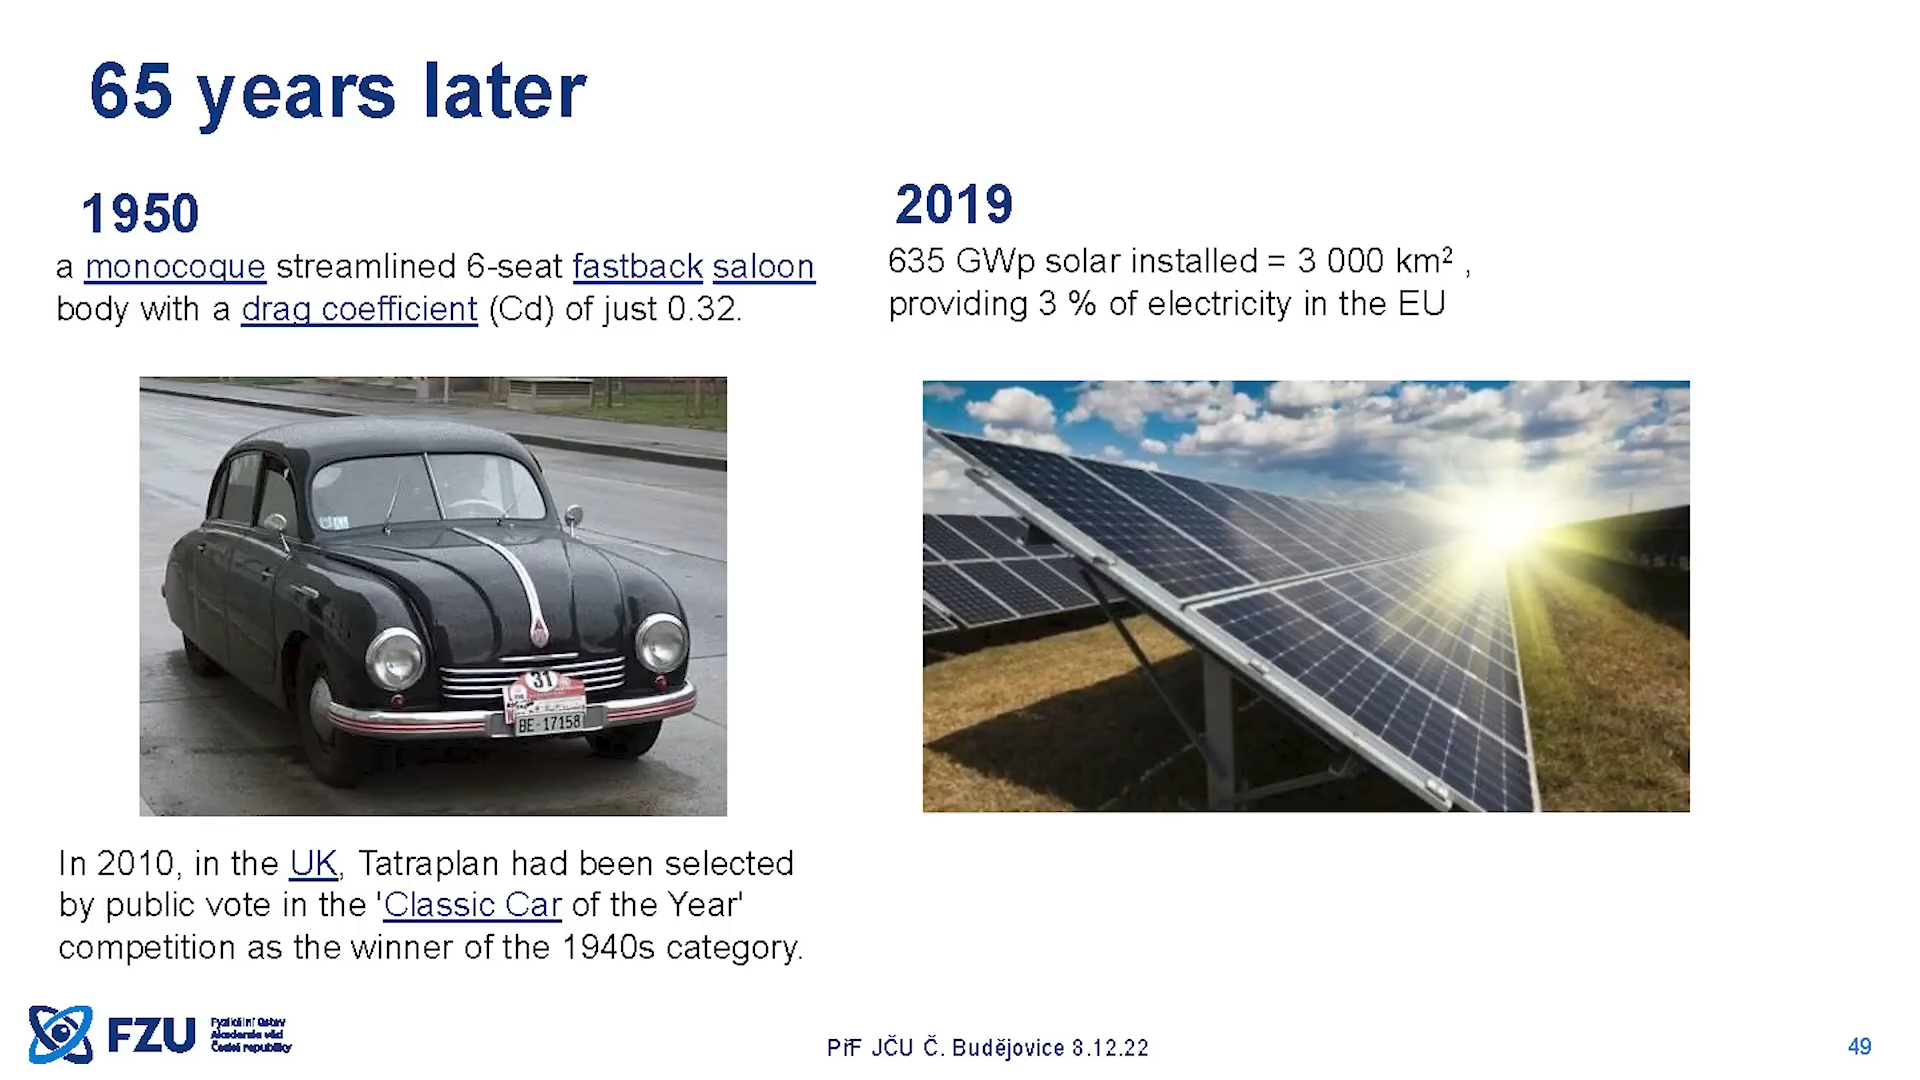 65 years later
1950
a monocoque streamlined 6-seat fastback saloon
body with a drag coefficient (Cd) of just 0.32.
2019
635 GWp solar installed = 3 000 km² ,
providing 3 % of electricity in the EU
31
BE-17158
In 2010, in the UK, Tatraplan had been selected
by public vote in the 'Classic Car of the Year'
competition as the winner of the 1940s category.
FZU
Fyzikální ústav
Akademie věd
České republiky
PřF JČU Č. Budějovice 8.12.22
49